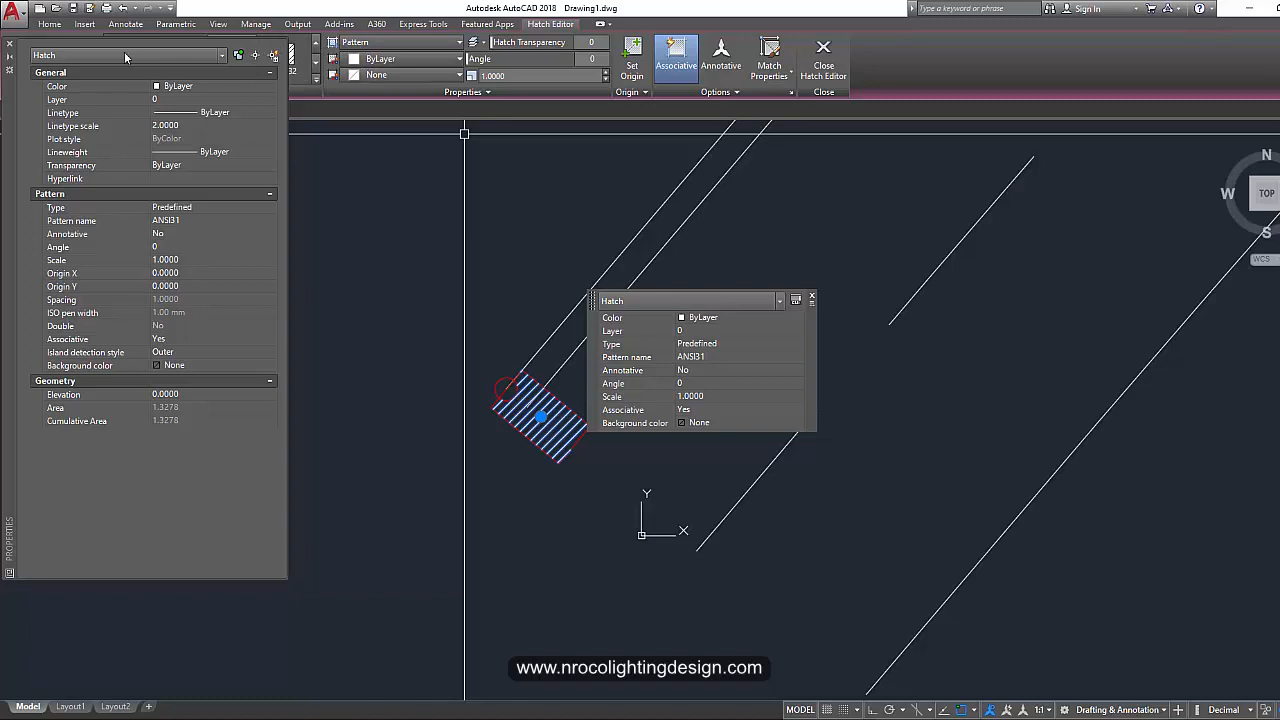 Autodesk AutoCAD 2018 Drawing1.dwg
Type a keyword or phrase
Sign In
Home Insert Annotate Parametric View Manage Output Add-ins A360 Express Tools Featured Apps Hatch Editor
Hatch
Pattern
Hatch Transparency 0
ByLayer
Angle 0
None
1.0000
Properties
Set Origin
Origin
Associative
Annotative
Match Properties
Options
Close Hatch Editor
Close
General
Color ByLayer
Layer 0
Linetype ByLayer
Linetype scale 2.0000
Plot style ByColor
Lineweight ByLayer
Transparency ByLayer
Hyperlink
Pattern
Type Predefined
Pattern name ANSI31
Annotative No
Angle 0
Scale 1.0000
Origin X 0.0000
Origin Y 0.0000
Spacing 1.0000
ISO pen width 1.00 mm
Double No
Associative Yes
Island detection style Outer
Background color None
Geometry
Elevation 0.0000
Area 1.3278
Cumulative Area 1.3278
PROPERTIES
Hatch
Color ByLayer
Layer 0
Type Predefined
Pattern name ANSI31
Annotative No
Angle 0
Scale 1.0000
Associative Yes
Background color None
N
W
TOP
S
WCS
Y
X
www.nrocolightingdesign.com
Model Layout1 Layout2 +
MODEL
1:1
Drafting & Annotation
Decimal